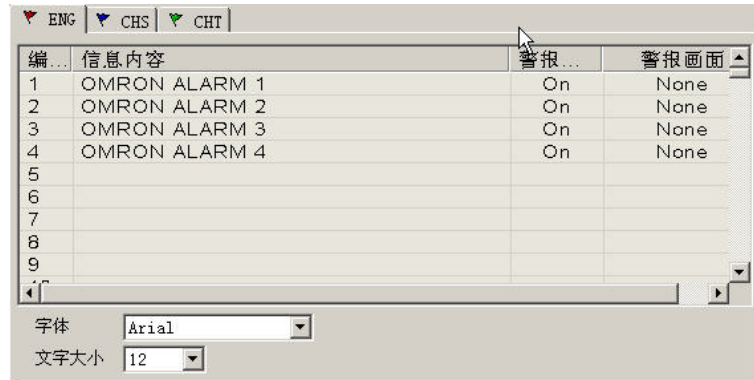 ENG CHS CHT
编... 信息内容 警报... 警报画面
1 OMRON ALARM 1 On None
2 OMRON ALARM 2 On None
3 OMRON ALARM 3 On None
4 OMRON ALARM 4 On None
5
6
7
8
9
字体 Arial
文字大小 12